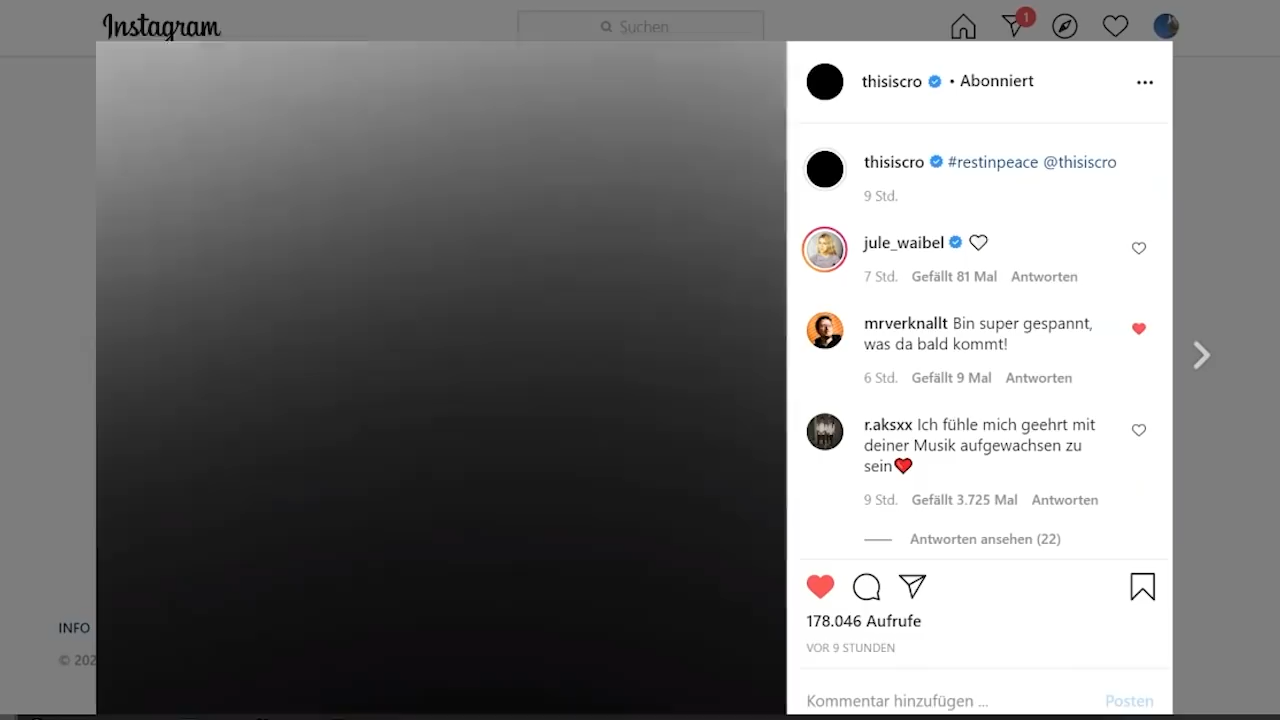 Instagram
Suchen
1
thisiscro • Abonniert
thisiscro #restinpeace @thisiscro
9 Std.
jule_waibel
7 Std. Gefällt 81 Mal Antworten
mrverknallt Bin super gespannt,
was da bald kommt!
6 Std. Gefällt 9 Mal Antworten
r.aksxx Ich fühle mich geehrt mit
deiner Musik aufgewachsen zu
sein❤️
9 Std. Gefällt 3.725 Mal Antworten
Antworten ansehen (22)
178.046 Aufrufe
VOR 9 STUNDEN
Kommentar hinzufügen ... Posten
INFO
© 202